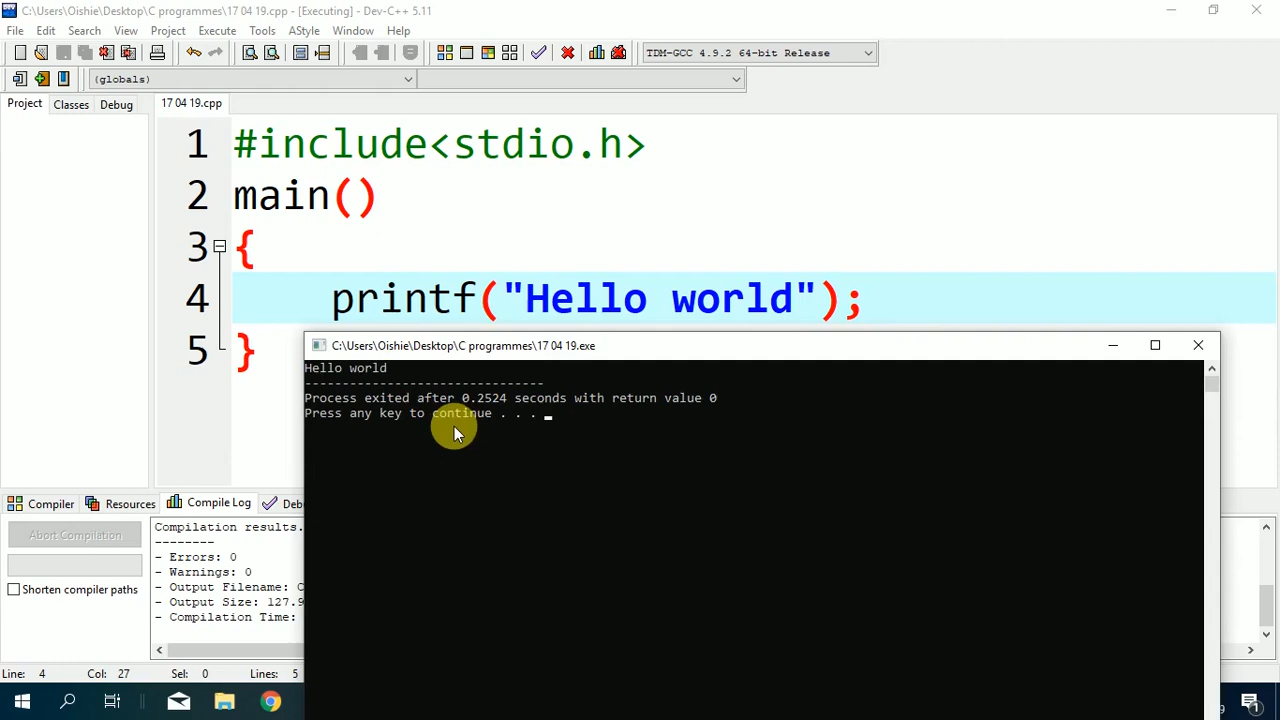 C:\Users\Oishie\Desktop\C programmes\17 04 19.cpp - [Executing] - Dev-C++ 5.11
File Edit Search View Project Execute Tools AStyle Window Help
TDM-GCC 4.9.2 64-bit Release
(globals)
Project Classes Debug 17 04 19.cpp
1 #include<stdio.h>
2 main()
3 {
4 printf("Hello world");
5 }
C:\Users\Oishie\Desktop\C programmes\17 04 19.exe
Hello world
--------------------------------
Process exited after 0.2524 seconds with return value 0
Press any key to continue . . .
Compiler Resources Compile Log
Abort Compilation
Shorten compiler paths
Compilation results.
--------
- Errors: 0
- Warnings: 0
- Output Filename: C
- Output Size: 127.9
- Compilation Time:
Line: 4 Col: 27 Sel: 0 Lines: 5